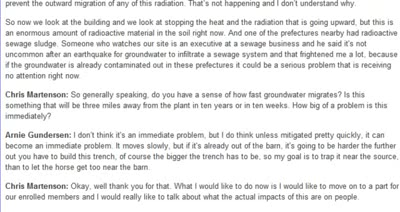 prevent the outward migration of any of this radiation. That's not happening and I don't understand why.
So now we look at the building and we look at stopping the heat and the radiation that is going upward, but this is
an enormous amount of radioactive material in the soil right now. And one of the prefectures nearby had radioactive
sewage sludge. Someone who watches our site is an executive at a sewage business and he said it's not
uncommon after an earthquake for groundwater to infiltrate a sewage system and that frightened me a lot, because
if the groundwater is already contaminated out in these prefectures it could be a serious problem that is receiving
no attention right now.
Chris Martenson: So generally speaking, do you have a sense of how fast groundwater migrates? Is this
something that will be three miles away from the plant in ten years or in ten weeks. How big of a problem is this
immediately?
Arnie Gundersen: I don't think it's an immediate problem, but I do think unless mitigated pretty quickly, it can
become an immediate problem. It moves slowly, but if it's already out of the barn, it's going to be harder the further
out you have to build this trench, of course the bigger the trench has to be, so my goal is to trap it near the source,
than to let the horse get too near the barn.
Chris Martenson: Okay, well thank you for that. What I would like to do now is I would like to move on to a part for
our enrolled members and I would really like to talk about what the actual impacts of this are on people.